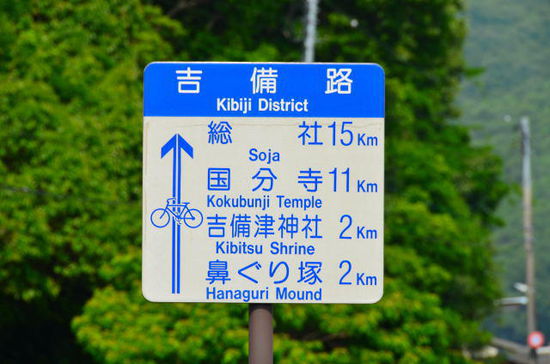 吉備路
Kibiji District
総社 15 Km
Soja
国分寺 11 Km
Kokubunji Temple
吉備津神社 2 Km
Kibitsu Shrine
鼻ぐり塚 2 Km
Hanaguri Mound